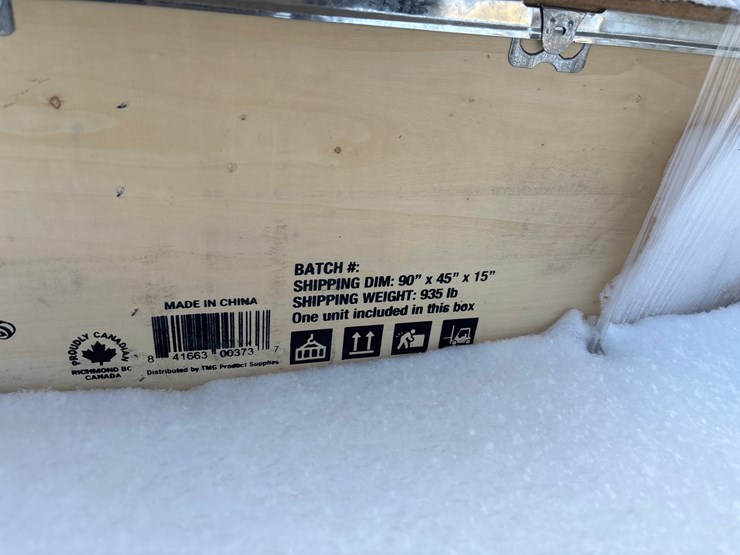 BATCH #:
SHIPPING DIM: 90” x 45” x 15”
SHIPPING WEIGHT: 935 lb
One unit included in this box
MADE IN CHINA
8 41663 00373 7
Distributed by TMG Product Supplies
PROUDLY CANADIAN
RICHMOND BC
CANADA